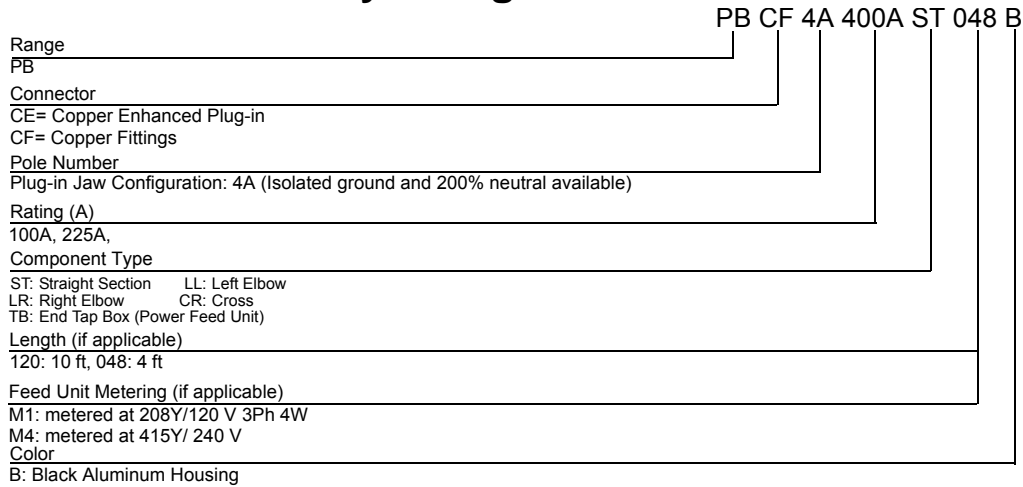 PB CF 4A 400A ST 048 B
Range
PB
Connector
CE= Copper Enhanced Plug-in
CF= Copper Fittings
Pole Number
Plug-in Jaw Configuration: 4A (Isolated ground and 200% neutral available)
Rating (A)
100A, 225A,
Component Type
ST: Straight Section LL: Left Elbow
LR: Right Elbow CR: Cross
TB: End Tap Box (Power Feed Unit)
Length (if applicable)
120: 10 ft, 048: 4 ft
Feed Unit Metering (if applicable)
M1: metered at 208Y/120 V 3Ph 4W
M4: metered at 415Y/ 240 V
Color
B: Black Aluminum Housing